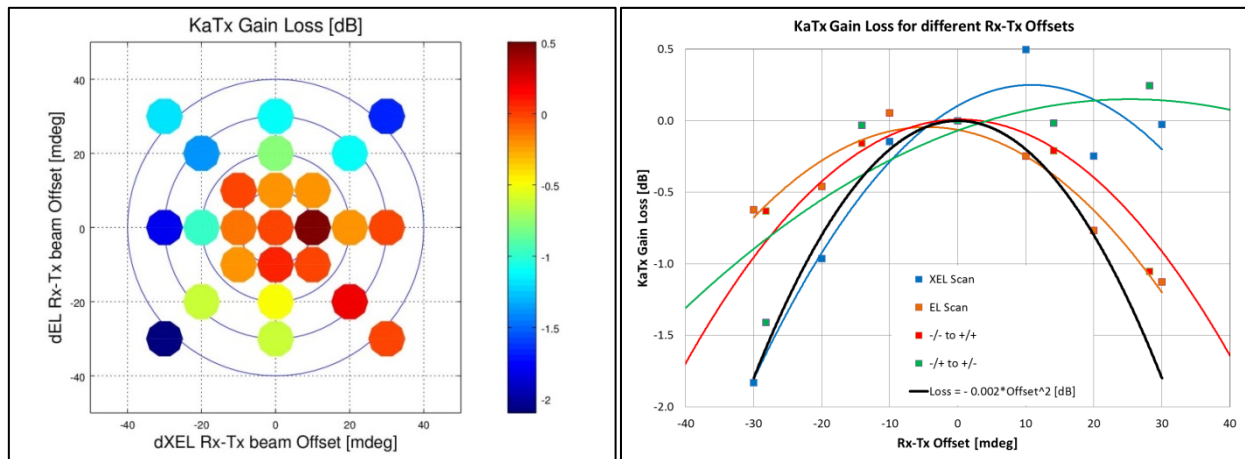 KaTx Gain Loss [dB]
dEL Rx-Tx beam Offset [mdeg]
40
20
0
-20
-40
-40
-20
0
20
40
dXEL Rx-Tx beam Offset [mdeg]
0.5
0
-0.5
-1
-1.5
-2
KaTx Gain Loss for different Rx-Tx Offsets
KaTx Gain Loss [dB]
0.5
0.0
-0.5
-1.0
-1.5
-2.0
XEL Scan
EL Scan
-/- to +/+
-/+ to +/-
Loss = - 0.002*Offset^2 [dB]
-40
-30
-20
-10
0
10
20
30
40
Rx-Tx Offset [mdeg]